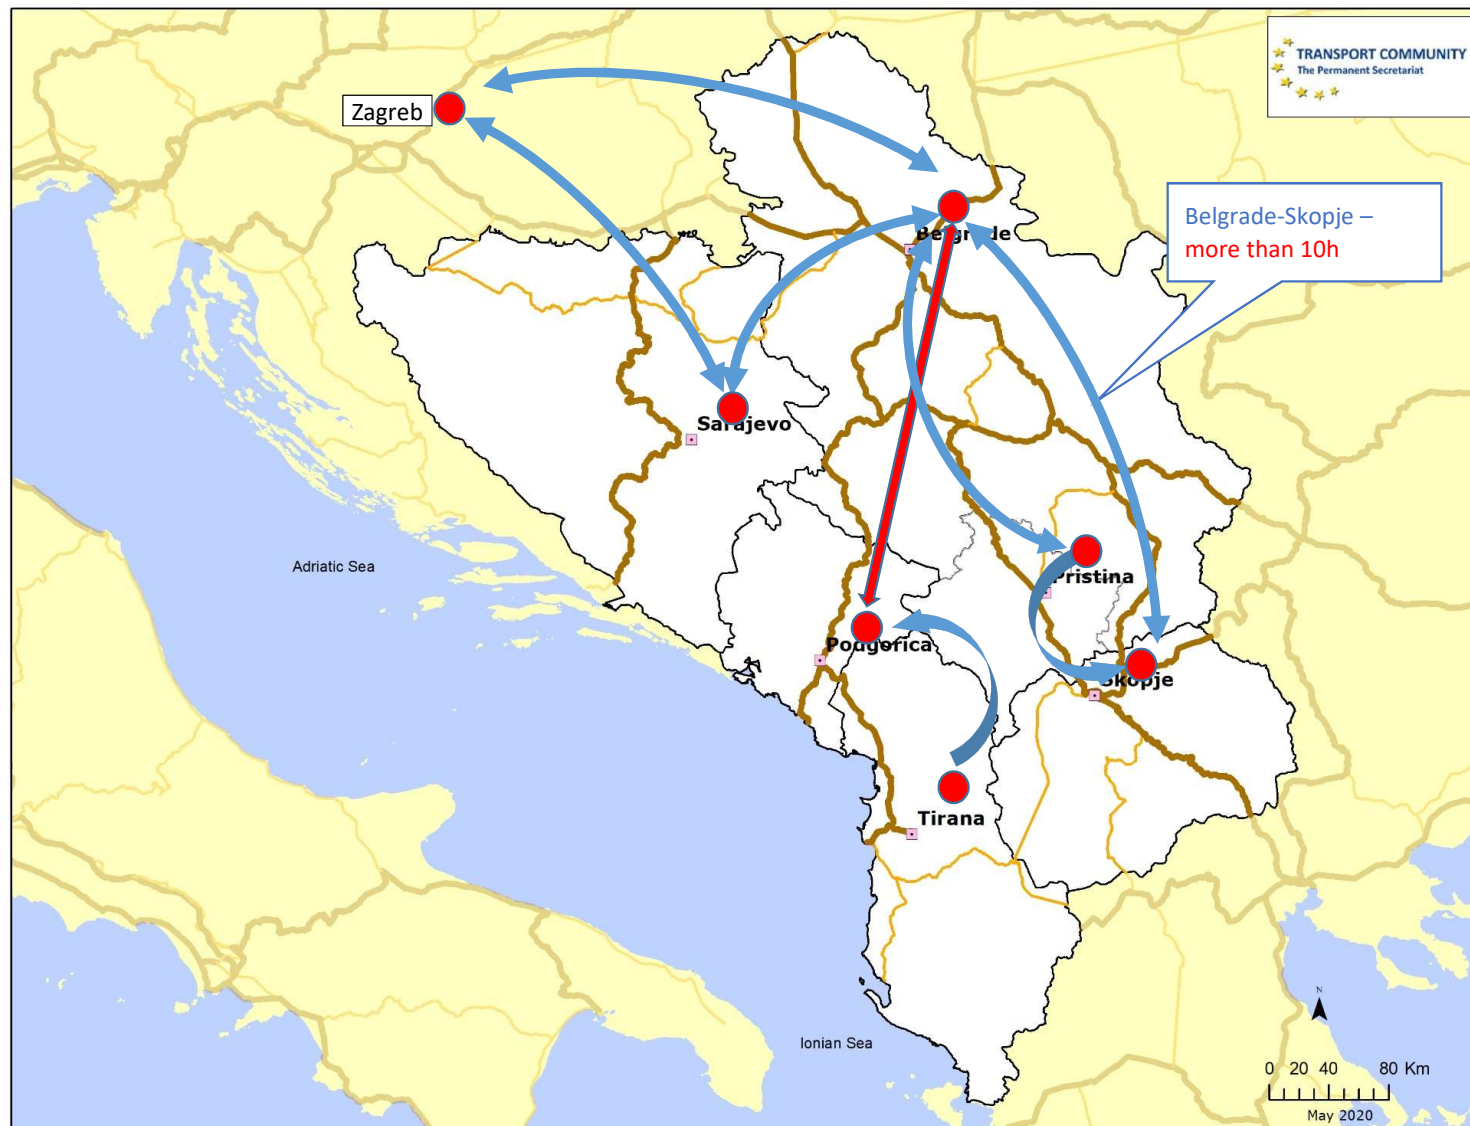 TRANSPORT COMMUNITY
The Permanent Secretariat
Zagreb
Belgrade-Skopje –
more than 10h
Belgrade
Sarajevo
Adriatic Sea
Pristina
Podgorica
Skopje
Tirana
Ionian Sea
N
0 20 40 80 Km
May 2020